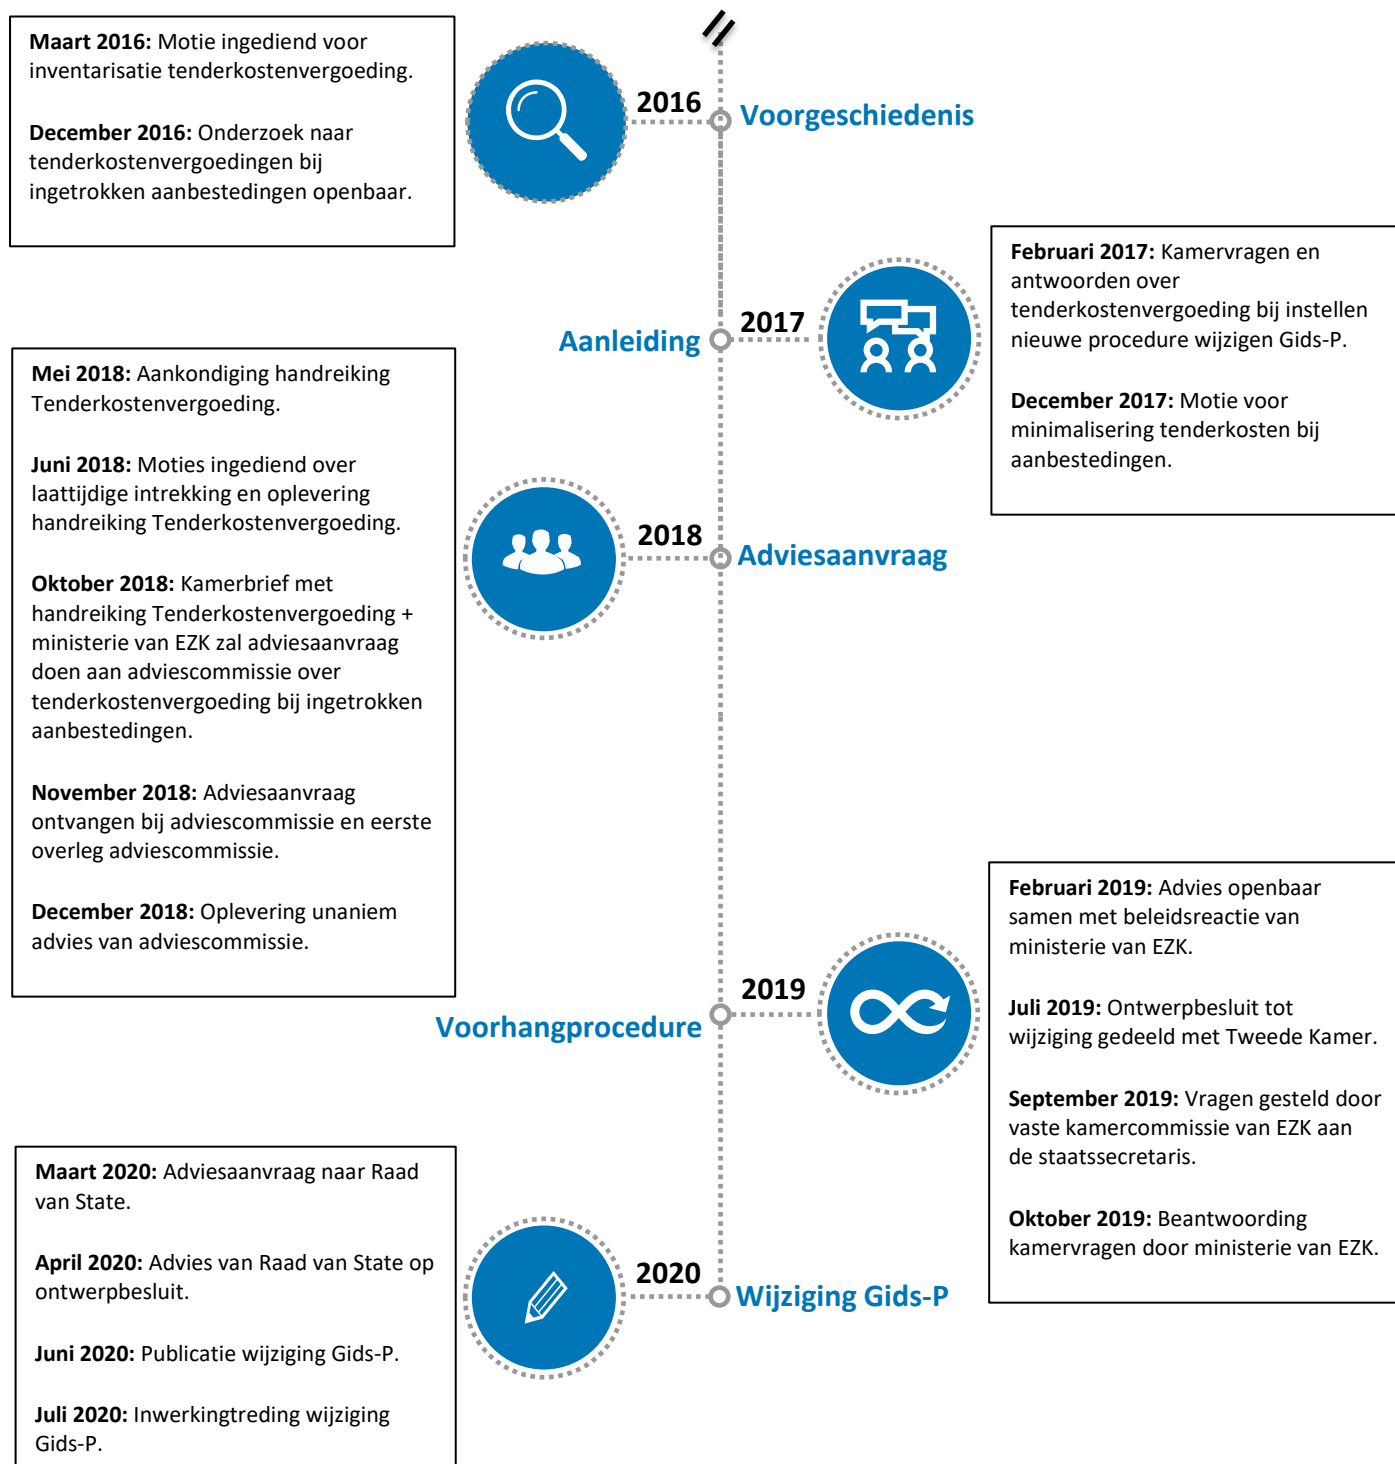 Maart 2016: Motie ingediend voor
inventarisatie tenderkostenvergoeding.
December 2016: Onderzoek naar
tenderkostenvergoedingen bij
ingetrokken aanbestedingen openbaar.
2016
Voorgeschiedenis
Februari 2017: Kamervragen en
antwoorden over
tenderkostenvergoeding bij instellen
nieuwe procedure wijzigen Gids-P.
December 2017: Motie voor
minimalisering tenderkosten bij
aanbestedingen.
2017
Aanleiding
Mei 2018: Aankondiging handreiking
Tenderkostenvergoeding.
Juni 2018: Moties ingediend over
laattijdige intrekking en oplevering
handreiking Tenderkostenvergoeding.
Oktober 2018: Kamerbrief met
handreiking Tenderkostenvergoeding +
ministerie van EZK zal adviesaanvraag
doen aan adviescommissie over
tenderkostenvergoeding bij ingetrokken
aanbestedingen.
November 2018: Adviesaanvraag
ontvangen bij adviescommissie en eerste
overleg adviescommissie.
December 2018: Oplevering unaniem
advies van adviescommissie.
2018
Adviesaanvraag
Februari 2019: Advies openbaar
samen met beleidsreactie van
ministerie van EZK.
Juli 2019: Ontwerpbesluit tot
wijziging gedeeld met Tweede Kamer.
September 2019: Vragen gesteld door
vaste kamercommissie van EZK aan
de staatssecretaris.
Oktober 2019: Beantwoording
kamervragen door ministerie van EZK.
2019
Voorhangprocedure
Maart 2020: Adviesaanvraag naar Raad
van State.
April 2020: Advies van Raad van State op
ontwerpbesluit.
Juni 2020: Publicatie wijziging Gids-P.
Juli 2020: Inwerkingtreding wijziging
Gids-P.
2020
Wijziging Gids-P